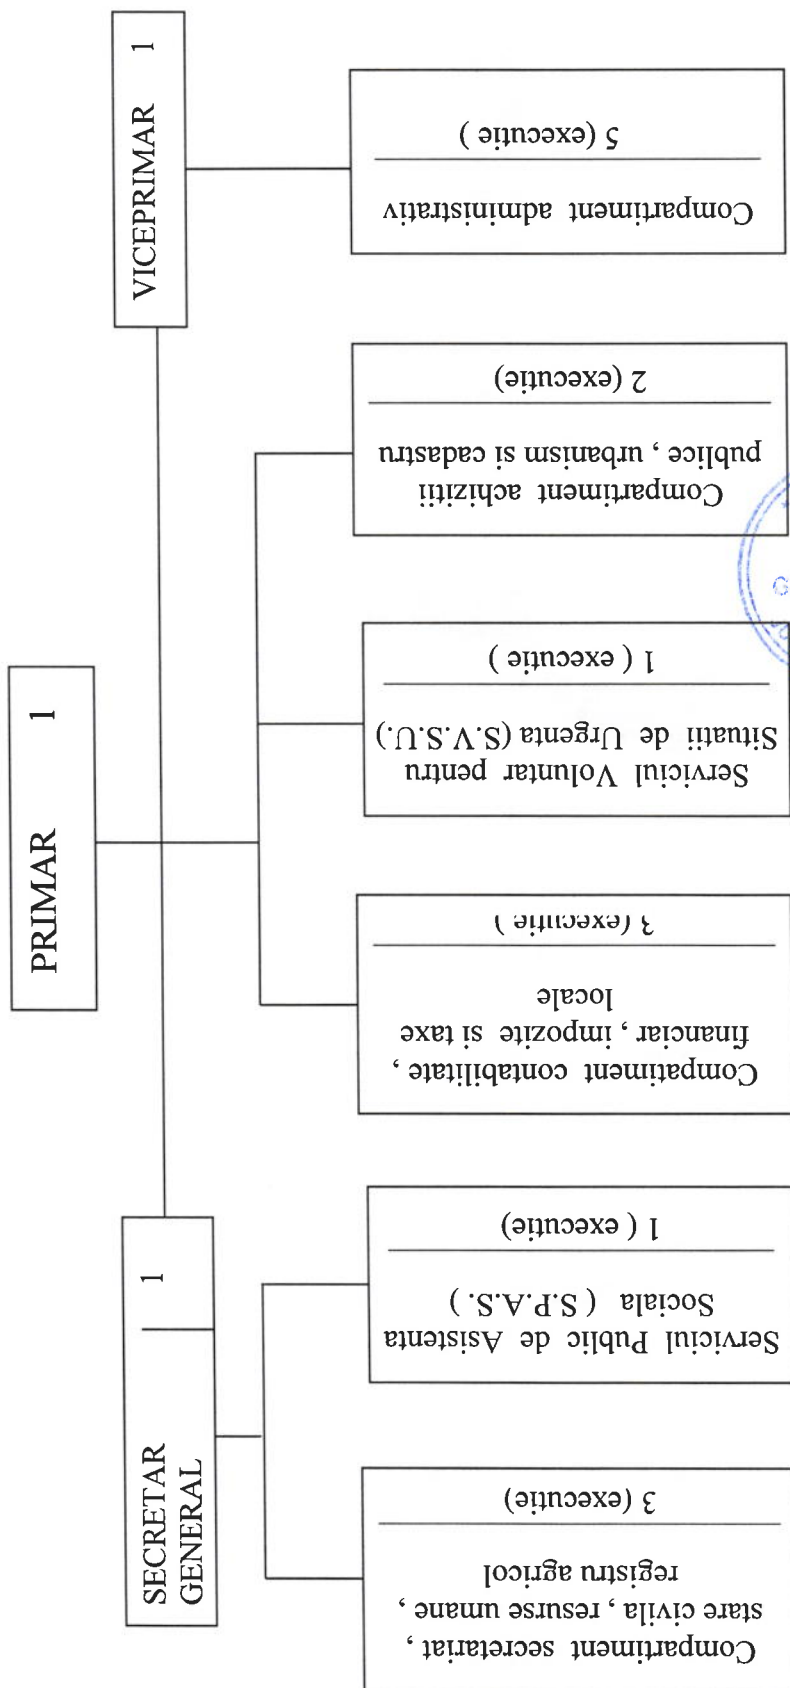 PRIMAR 1
SECRETAR 1
GENERAL
VICEPRIMAR 1
Compartiment secretariat ,
stare civila , resurse umane ,
registru agricol
3 (executie)
Serviciul Public de Asistenta
Sociala ( S.P.A.S. )
1 ( executie)
Compatiment contabilitate ,
financiar , impozite si taxe
locale
3 (executie )
Serviciul Voluntar pentru
Situatii de Urgenta (S.V.S.U.)
1 ( executie )
Compartiment achizitii
publice , urbanism si cadastru
2 (executie)
Compartiment administrativ
5 (executie )